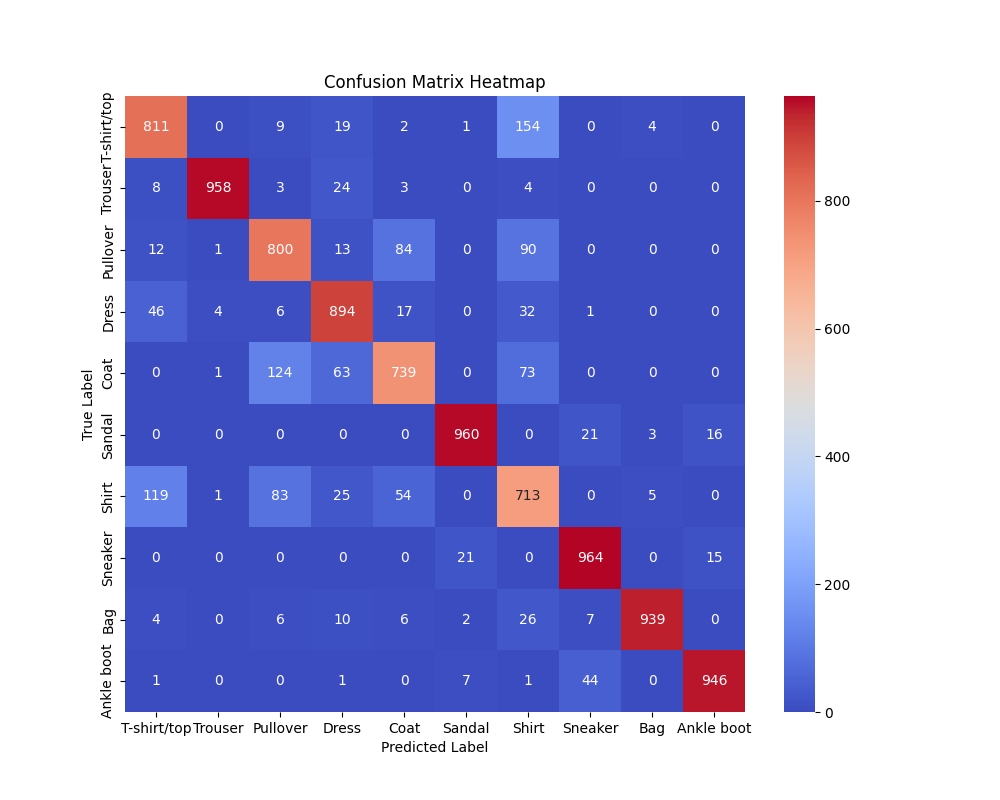 Confusion Matrix Heatmap
T-shirt/top 811 0 9 19 2 1 154 0 4 0
Trouser 8 958 3 24 3 0 4 0 0 0
Pullover 12 1 800 13 84 0 90 0 0 0
Dress 46 4 6 894 17 0 32 1 0 0
Coat 0 1 124 63 739 0 73 0 0 0
Sandal 0 0 0 0 0 960 0 21 3 16
Shirt 119 1 83 25 54 0 713 0 5 0
Sneaker 0 0 0 0 0 21 0 964 0 15
Bag 4 0 6 10 6 2 26 7 939 0
Ankle boot 1 0 0 1 0 7 1 44 0 946
T-shirt/top Trouser Pullover Dress Coat Sandal Shirt Sneaker Bag Ankle boot
Predicted Label
True Label
800
600
400
200
0